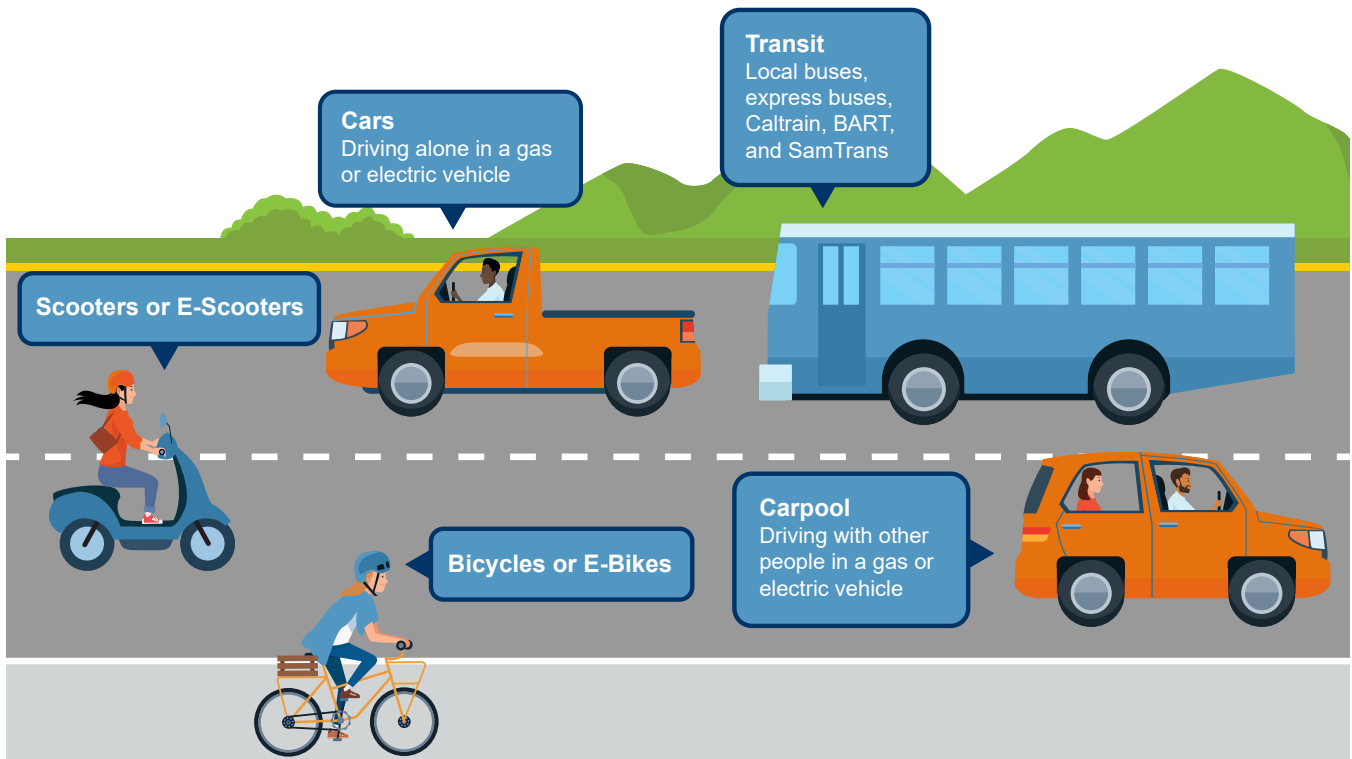 Transit
Local buses,
express buses,
Caltrain, BART,
and SamTrans
Cars
Driving alone in a gas
or electric vehicle
Scooters or E-Scooters
Carpool
Driving with other
people in a gas or
electric vehicle
Bicycles or E-Bikes